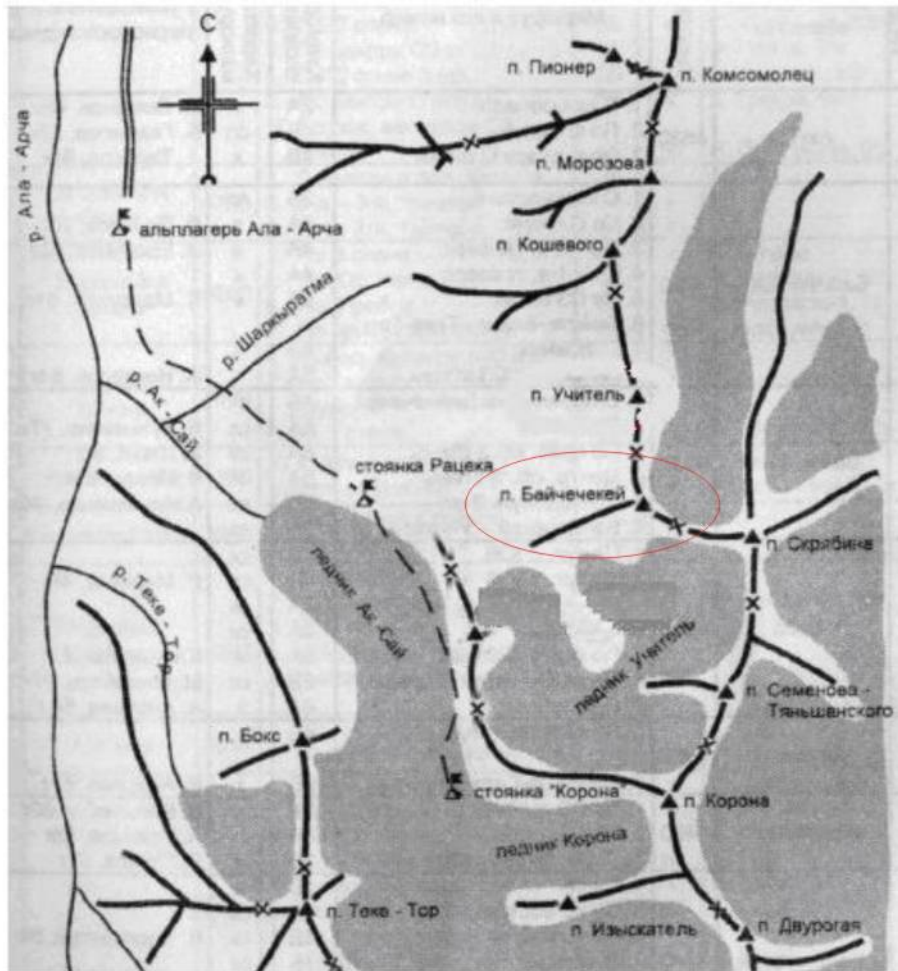 С
п. Пионер
п. Комсомолец
п. Морозова
р. Ала - Арча
альплагерь Ала - Арча
п. Кошевого
р. Шаркыратма
п. Учитель
р. Ак - Сай
стоянка Рацека
п. Байчечекей
п. Скрябина
ледник Ак - Сай
р. Теке - Тор
ледник Учитель
п. Семенова -
Тяньшанского
п. Бокс
стоянка "Корона"
п. Корона
ледник Корона
п. Теке - Тор
п. Изыскатель
п. Двурогая